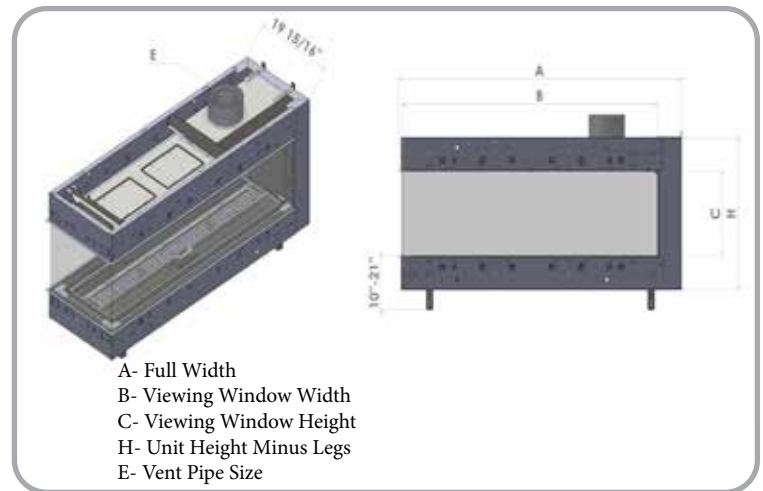 E
19 15/16"
A
B
C
H
10"-21"
A- Full Width
B- Viewing Window Width
C- Viewing Window Height
H- Unit Height Minus Legs
E- Vent Pipe Size